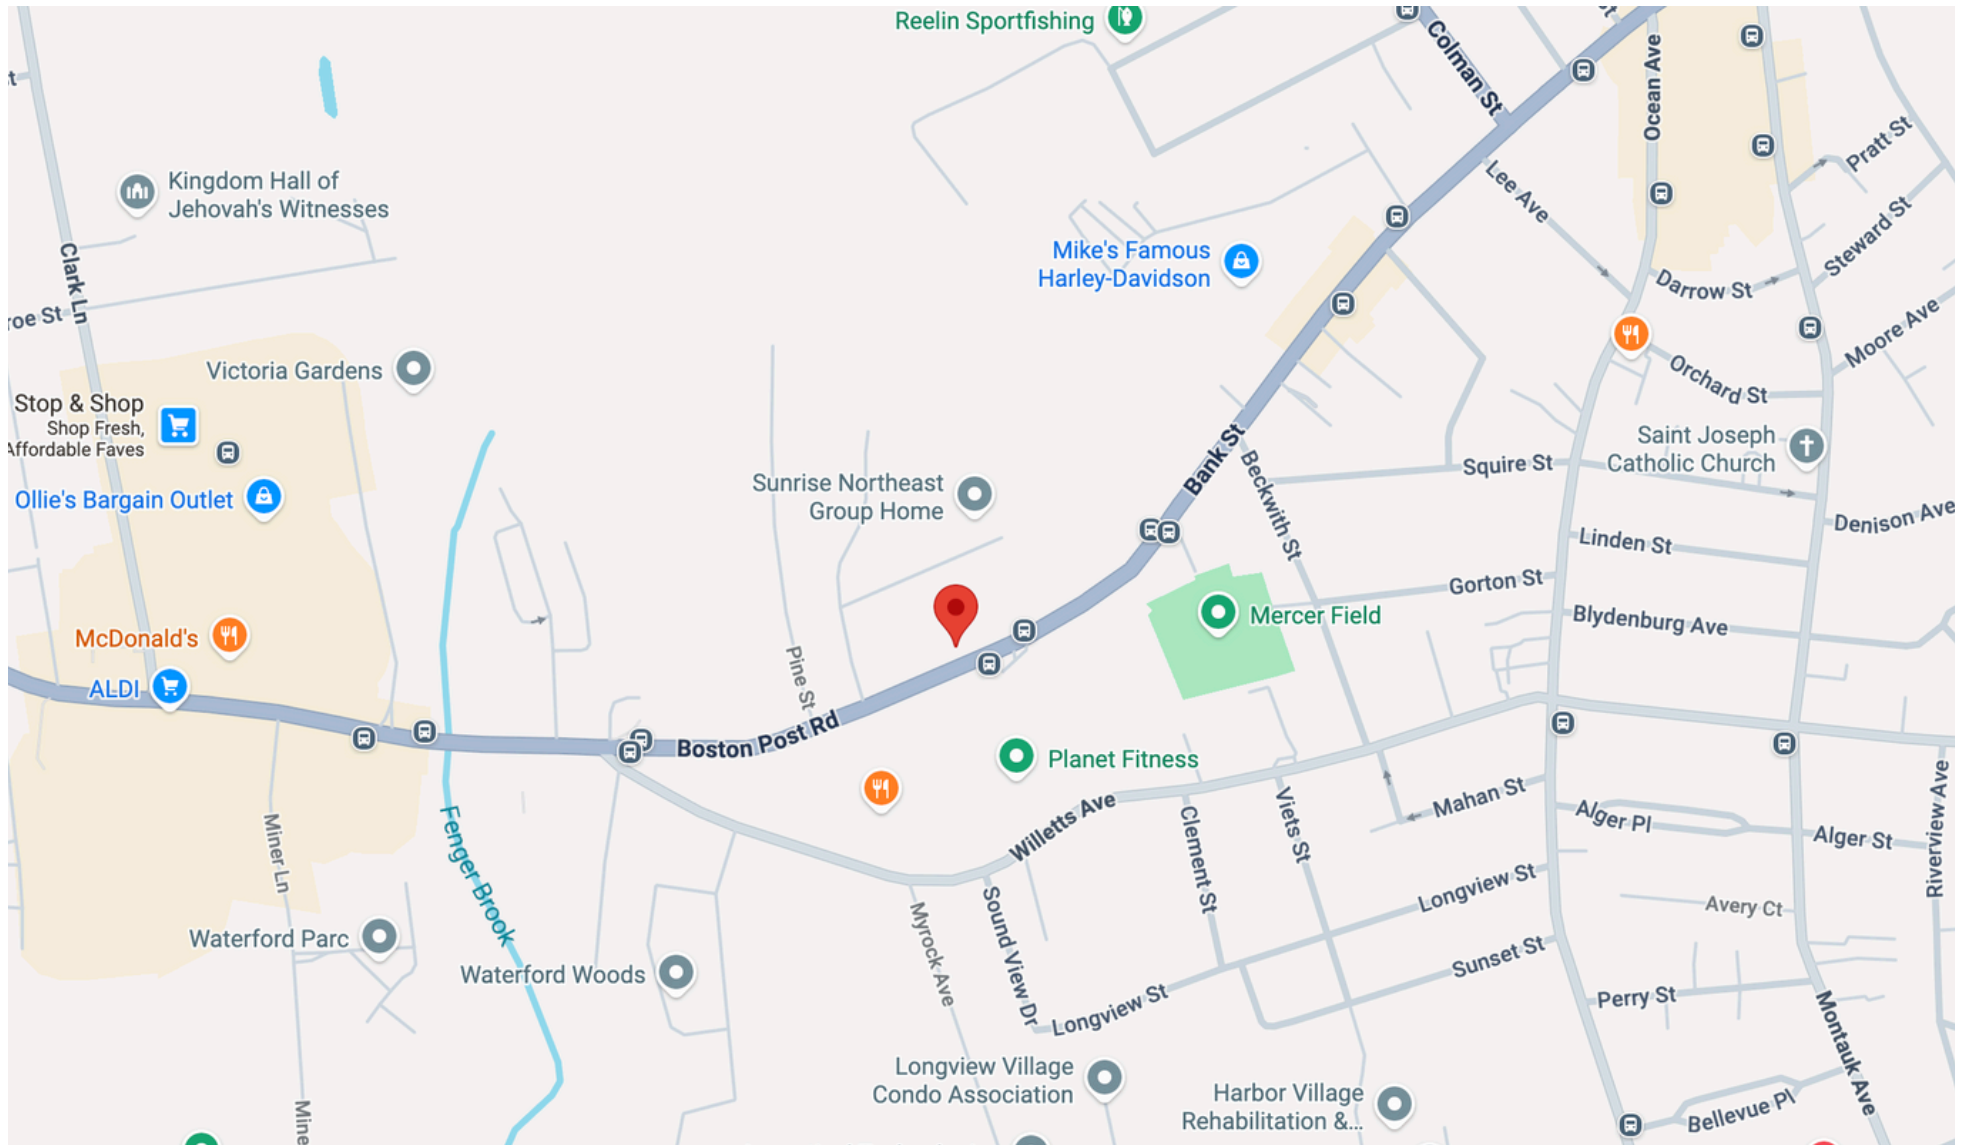 Reelin Sportfishing
Colman St
Ocean Ave
Pratt St
Kingdom Hall of
Jehovah's Witnesses
Lee Ave
Steward St
Clark Ln
Mike's Famous
Harley-Davidson
Darrow St
roe St
Moore Ave
Victoria Gardens
Orchard St
Stop & Shop
Shop Fresh,
Affordable Faves
Saint Joseph
Catholic Church
Bank St
Squire St
Beckwith St
Ollie's Bargain Outlet
Sunrise Northeast
Group Home
Denison Ave
Linden St
Gorton St
Mercer Field
Blydenburg Ave
McDonald's
Pine St
ALDI
Boston Post Rd
Planet Fitness
Willetts Ave
Mahan St
Alger Pl
Alger St
Riverview Ave
Miner Ln
Fenger Brook
Clement St
Viets St
Longview St
Avery Ct
Waterford Parc
Myrock Ave
Sound View Dr
Sunset St
Waterford Woods
Longview St
Perry St
Montauk Ave
Longview Village
Condo Association
Harbor Village
Rehabilitation &...
Bellevue Pl
Mine